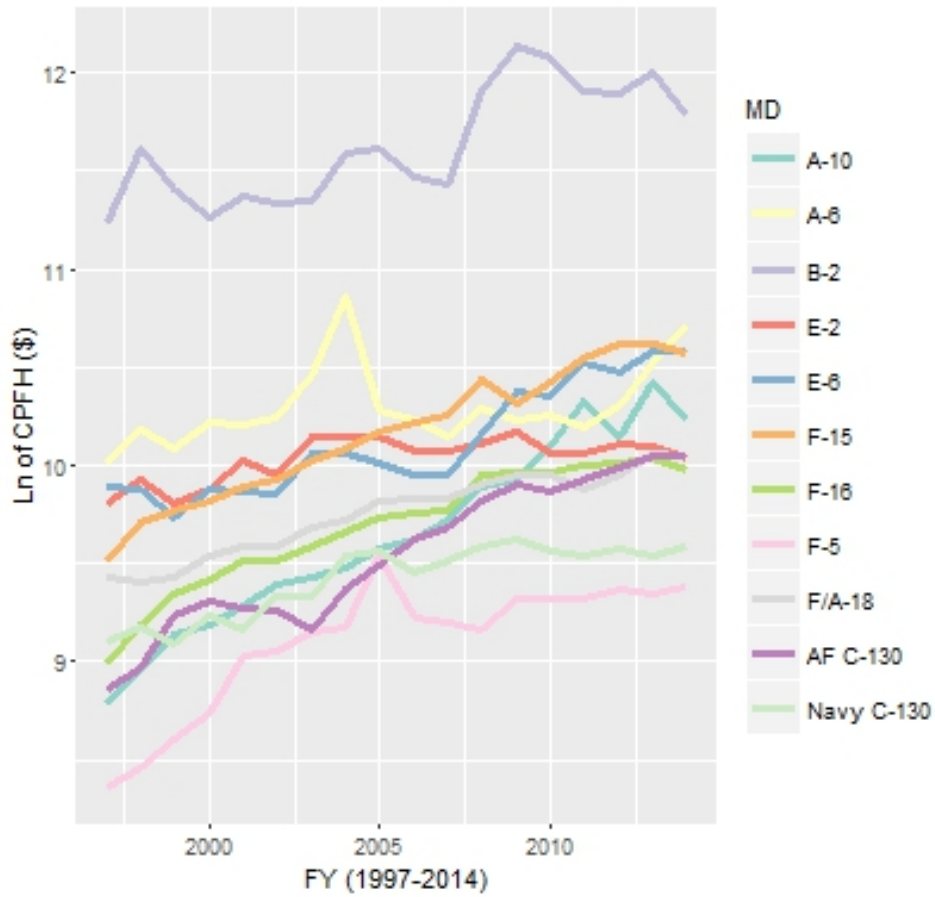 12
11
10
9
Ln of CPFH ($)
2000
2005
2010
FY (1997-2014)
MD
A-10
A-6
B-2
E-2
E-6
F-15
F-16
F-5
F/A-18
AF C-130
Navy C-130